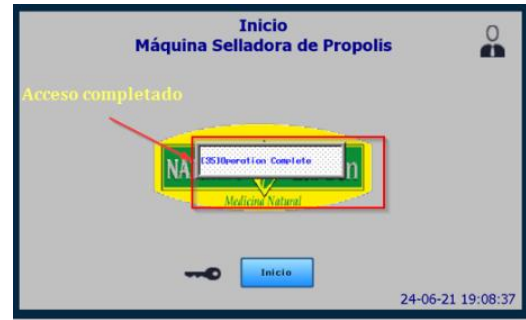 Inicio
Máquina Selladora de Propolis
Acceso completado
[35]Operation Complete
NA
n
Medicina Natural
Inicio
24-06-21 19:08:37